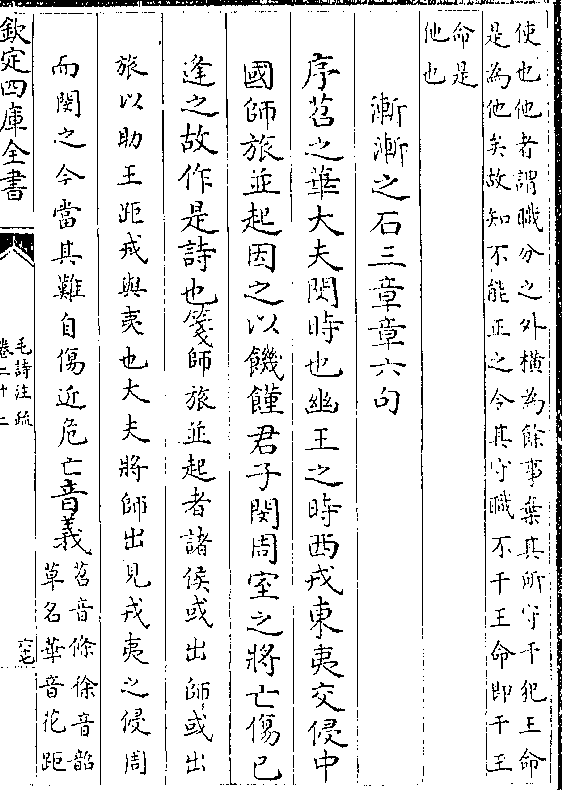 使也他者謂職分之外橫為餘事棄其所守干犯王命
是為他矣故知不能正之令其守職不干王命即干王
命是
他也
漸漸之石三章章六句
序苕之華大夫閔時也幽王之時西戎東夷交侵中
國師旅並起因之以饑饉君子閔周室之將亡傷已
逢之故作是詩也箋師旅並起者諸侯或出師或出
旅以助王距戎與夷也大夫將師出見戎夷之侵周
而閔之今當其難自傷近危亡音義
苕音條徐音韶
草名華音花距
欽定四庫全書
毛詩注疏
卷二十二